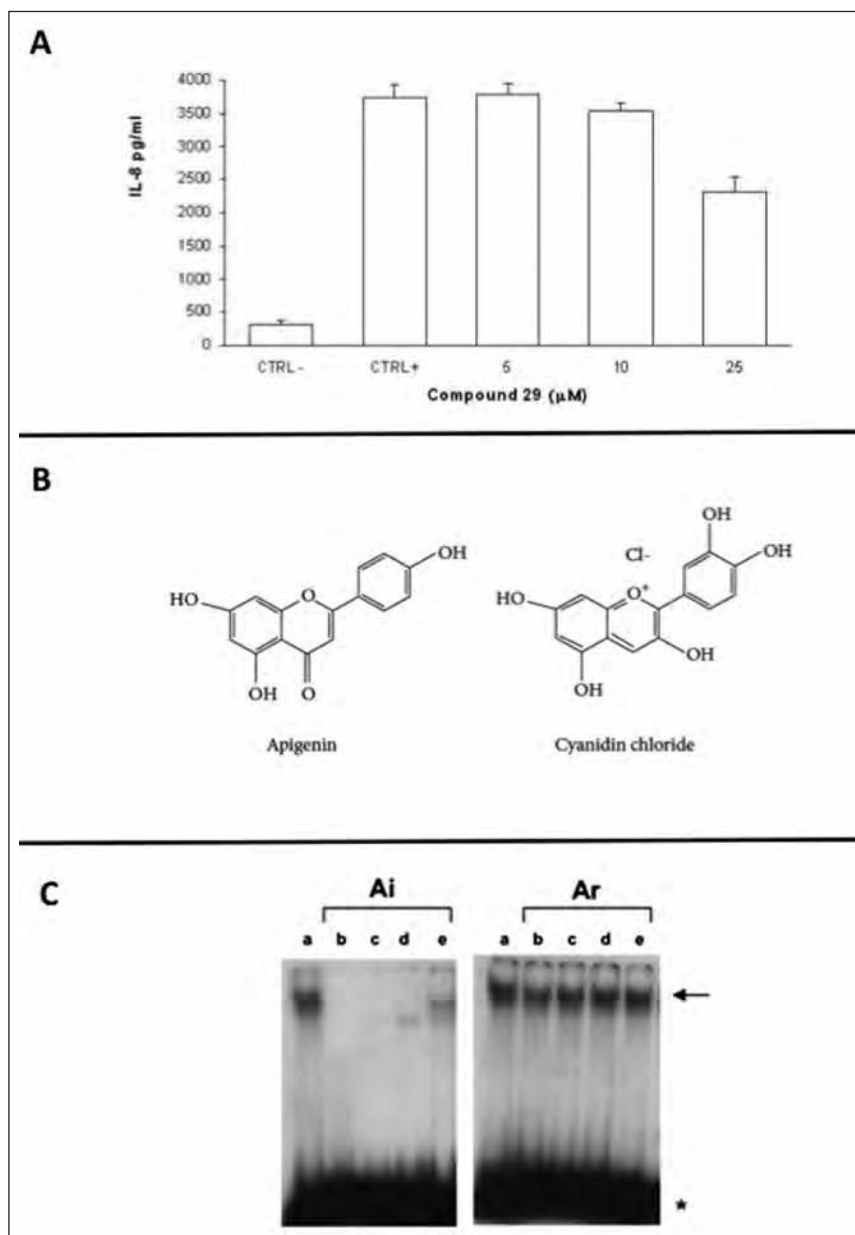 A
4000
3500
3000
2500
2000
1500
1000
500
0
IL-8 pg/ml
CTRL - CTRL+ 5 10 25
Compound 29 (μM)
B
OH
HO
O
OH O
Apigenin
OH
Cl-
OH
HO
O+
OH
OH
Cyanidin chloride
C
Ai Ar
a b c d e a b c d e
*